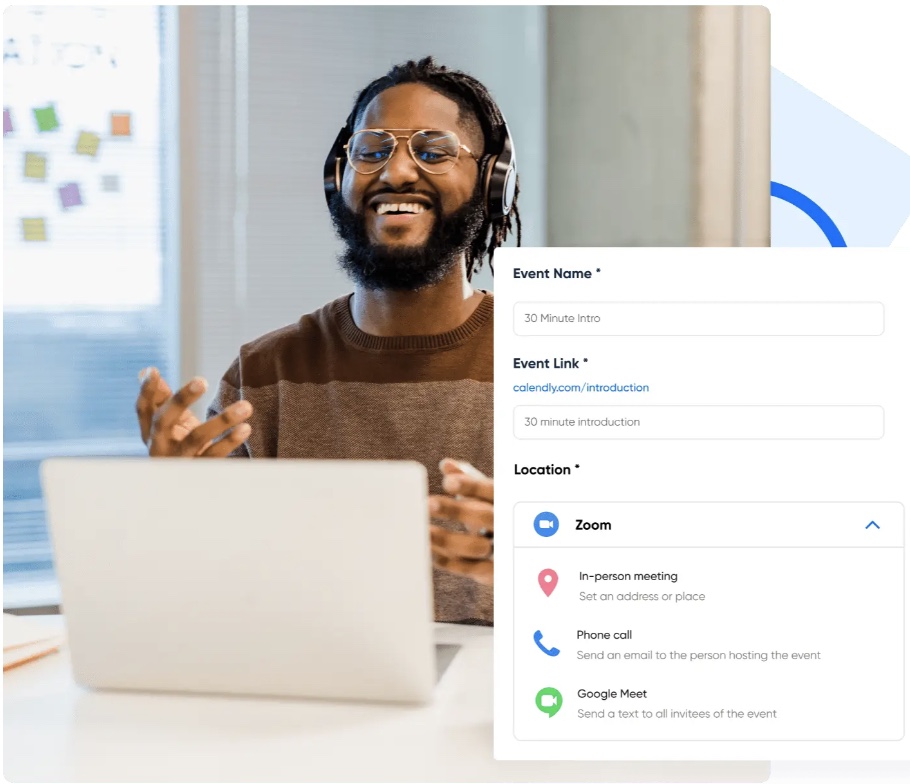 Event Name *
30 Minute Intro
Event Link *
calendly.com/introduction
30 minute introduction
Location *
Zoom
In-person meeting
Set an address or place
Phone call
Send an email to the person hosting the event
Google Meet
Send a text to all invitees of the event